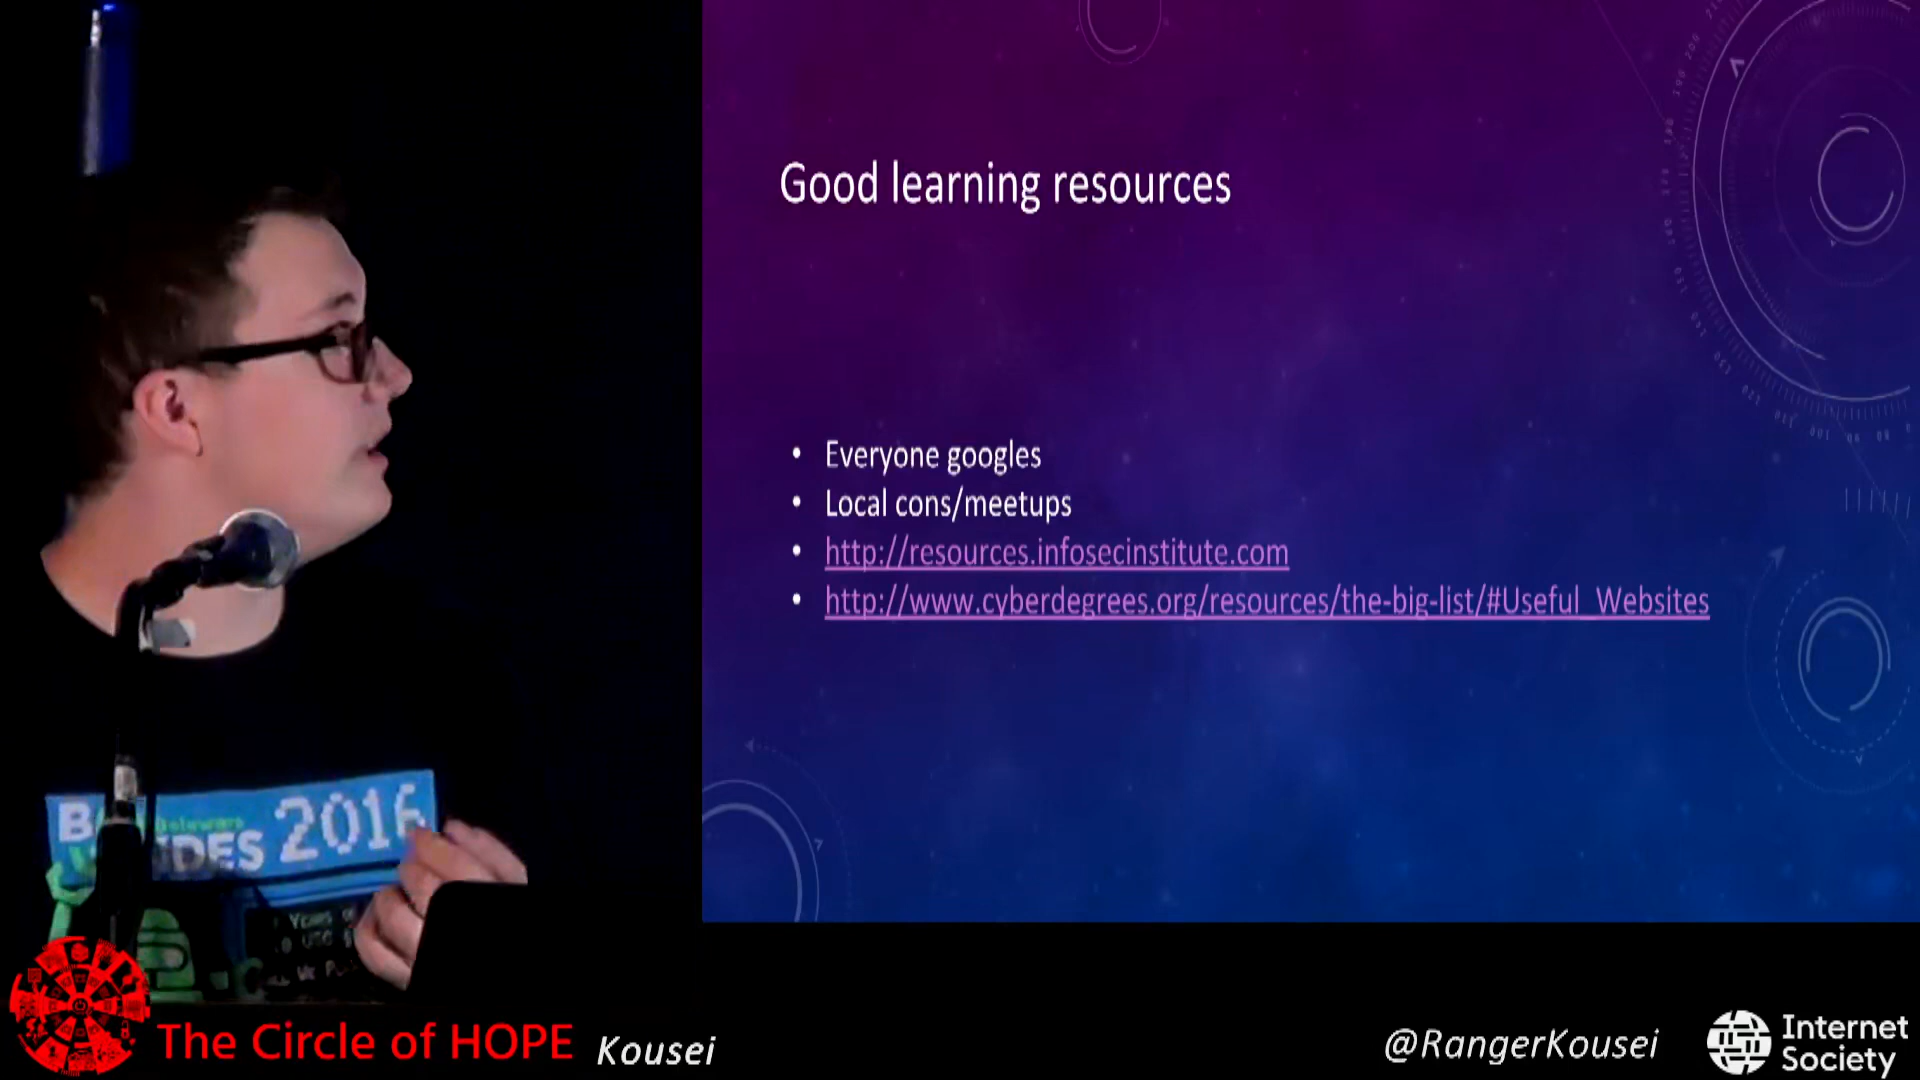 Good learning resources
• Everyone googles
• Local cons/meetups
• http://resources.infosecinstitute.com
• http://www.cyberdegrees.org/resources/the-big-list/#Useful_Websites
Delaware
2016
The Circle of HOPE
Kousei
@RangerKousei
Internet
Society